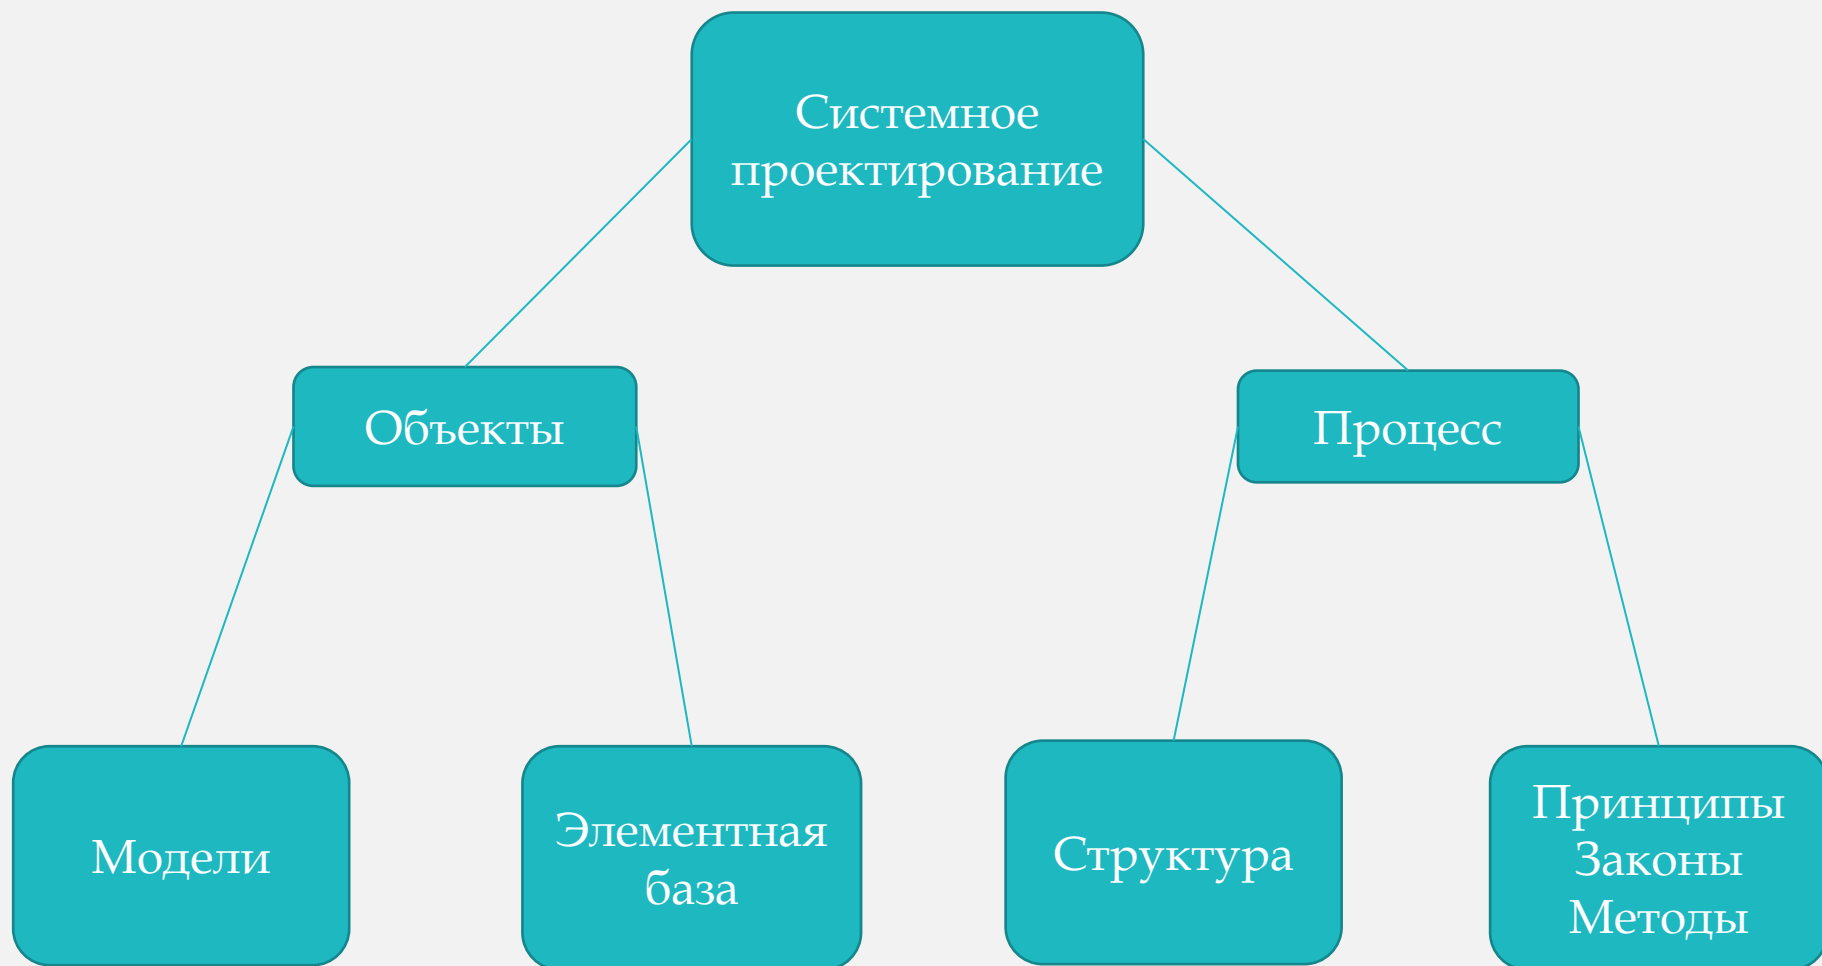 Системное
проектирование
Объекты
Процесс
Модели
Элементная
база
Структура
Принципы
Законы
Методы